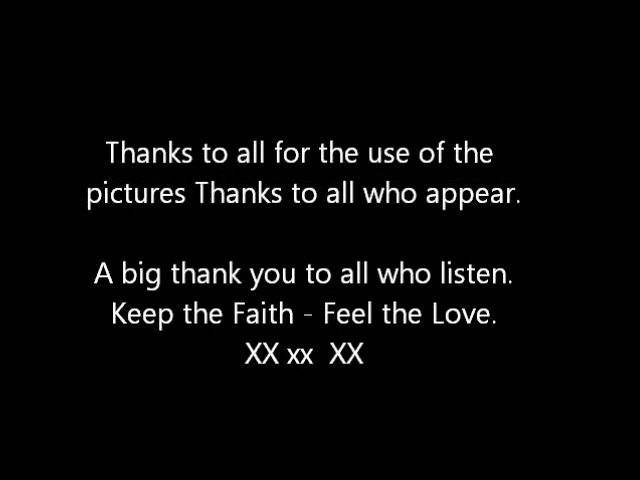 Thanks to all for the use of the
pictures Thanks to all who appear.
A big thank you to all who listen.
Keep the Faith - Feel the Love.
XX xx  XX